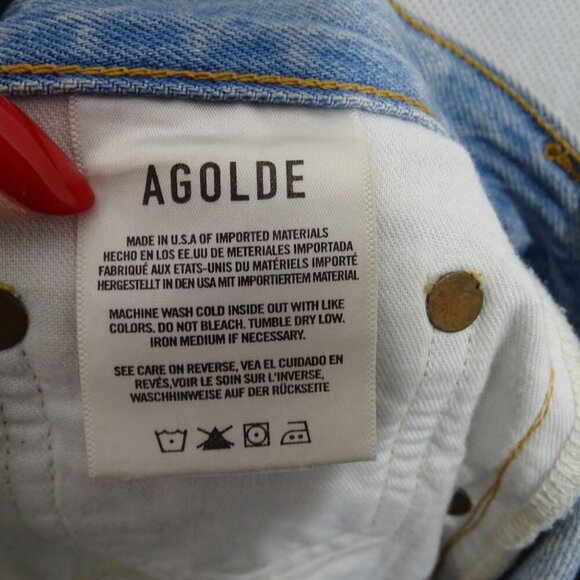 AGOLDE
MADE IN U.S.A OF IMPORTED MATERIALS
HECHO EN LOS EE.UU DE METERIALES IMPORTADA
FABRIQUÉ AUX ETATS-UNIS DU MATÉRIELS IMPORTÉ
HERGESTELLT IN DEN USA MIT IMPORTIERTEM MATERIAL
MACHINE WASH COLD INSIDE OUT WITH LIKE
COLORS. DO NOT BLEACH. TUMBLE DRY LOW.
IRON MEDIUM IF NECESSARY.
SEE CARE ON REVERSE, VEA EL CUIDADO EN
REVÉS,VOIR LE SOIN SUR L'INVERSE,
WASCHHINWEISE AUF DER RÜCKSEITE